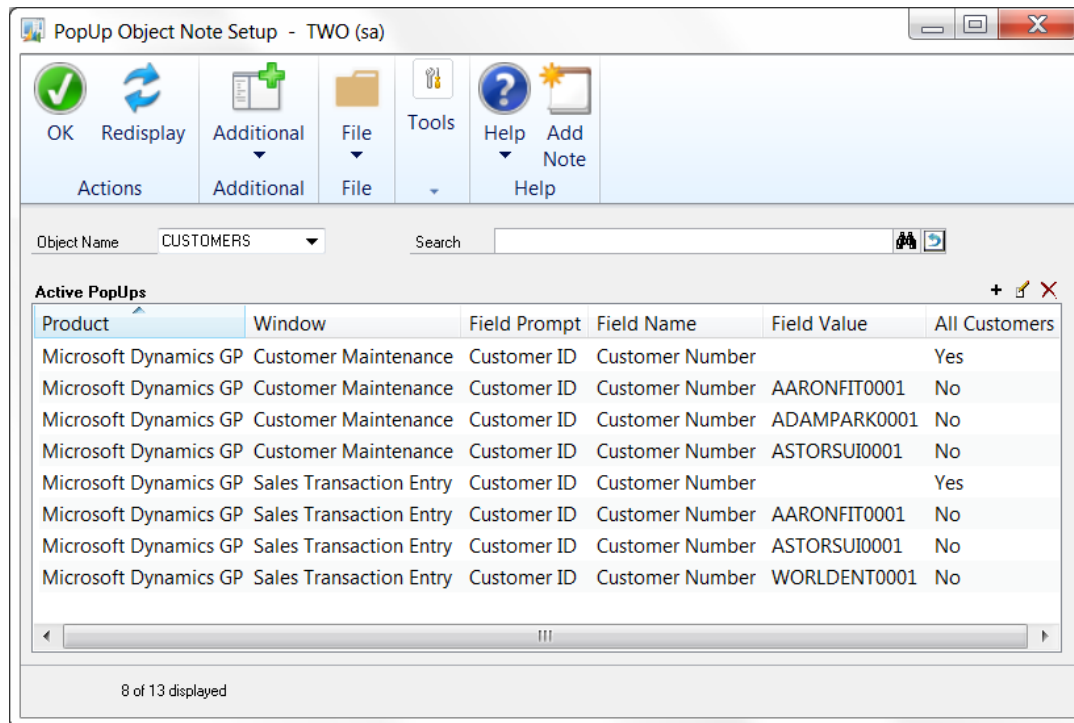 PopUp Object Note Setup - TWO (sa)
OK Redisplay Additional File Tools Help Add Note
Actions Additional File Help
Object Name CUSTOMERS Search
Active PopUps
Product Window Field Prompt Field Name Field Value All Customers
Microsoft Dynamics GP Customer Maintenance Customer ID Customer Number Yes
Microsoft Dynamics GP Customer Maintenance Customer ID Customer Number AARONFIT0001 No
Microsoft Dynamics GP Customer Maintenance Customer ID Customer Number ADAMPARK0001 No
Microsoft Dynamics GP Customer Maintenance Customer ID Customer Number ASTORSUI0001 No
Microsoft Dynamics GP Sales Transaction Entry Customer ID Customer Number Yes
Microsoft Dynamics GP Sales Transaction Entry Customer ID Customer Number AARONFIT0001 No
Microsoft Dynamics GP Sales Transaction Entry Customer ID Customer Number ASTORSUI0001 No
Microsoft Dynamics GP Sales Transaction Entry Customer ID Customer Number WORLDENT0001 No
8 of 13 displayed